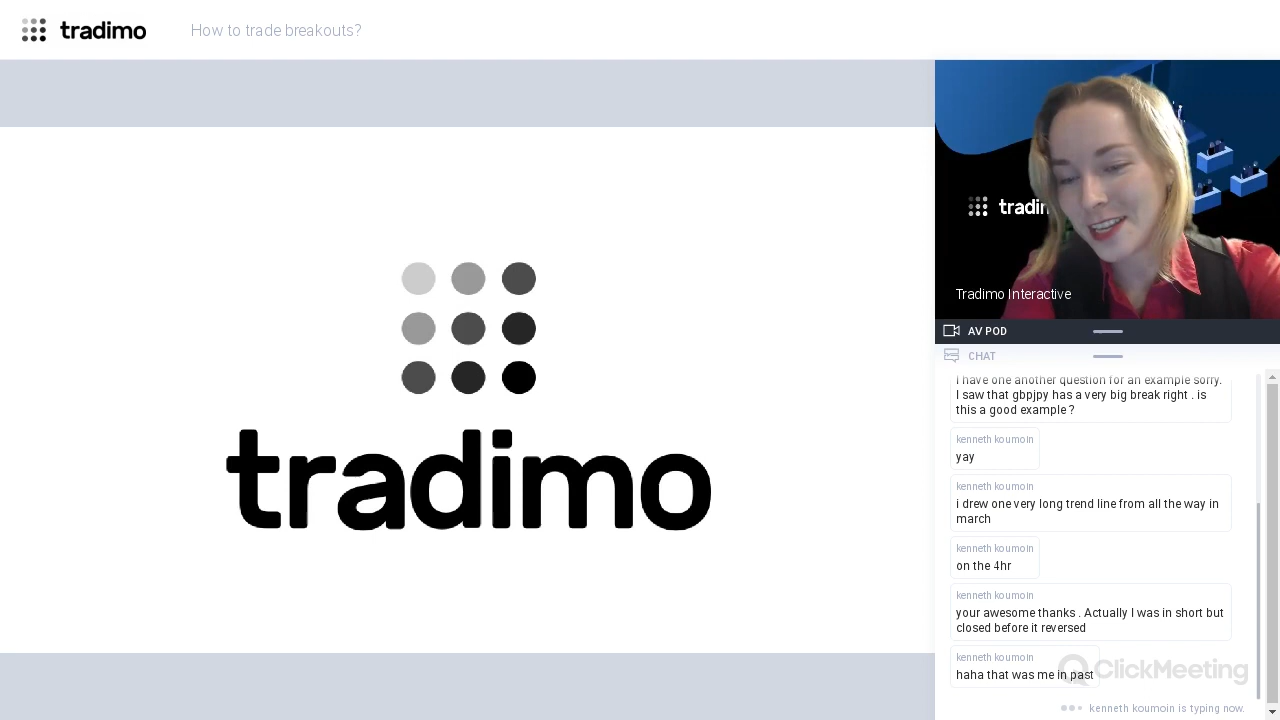 tradimo
How to trade breakouts?
tradimo
tradim
Tradimo Interactive
AV POD
CHAT
I have one another question for an example sorry.
I saw that gbpjpy has a very big break right . is
this a good example ?
kenneth koumoin
yay
kenneth koumoin
i drew one very long trend line from all the way in
march
kenneth koumoin
on the 4hr
kenneth koumoin
your awesome thanks . Actually I was in short but
closed before it reversed
kenneth koumoin
haha that was me in past
ClickMeeting
kenneth koumoin is typing now.